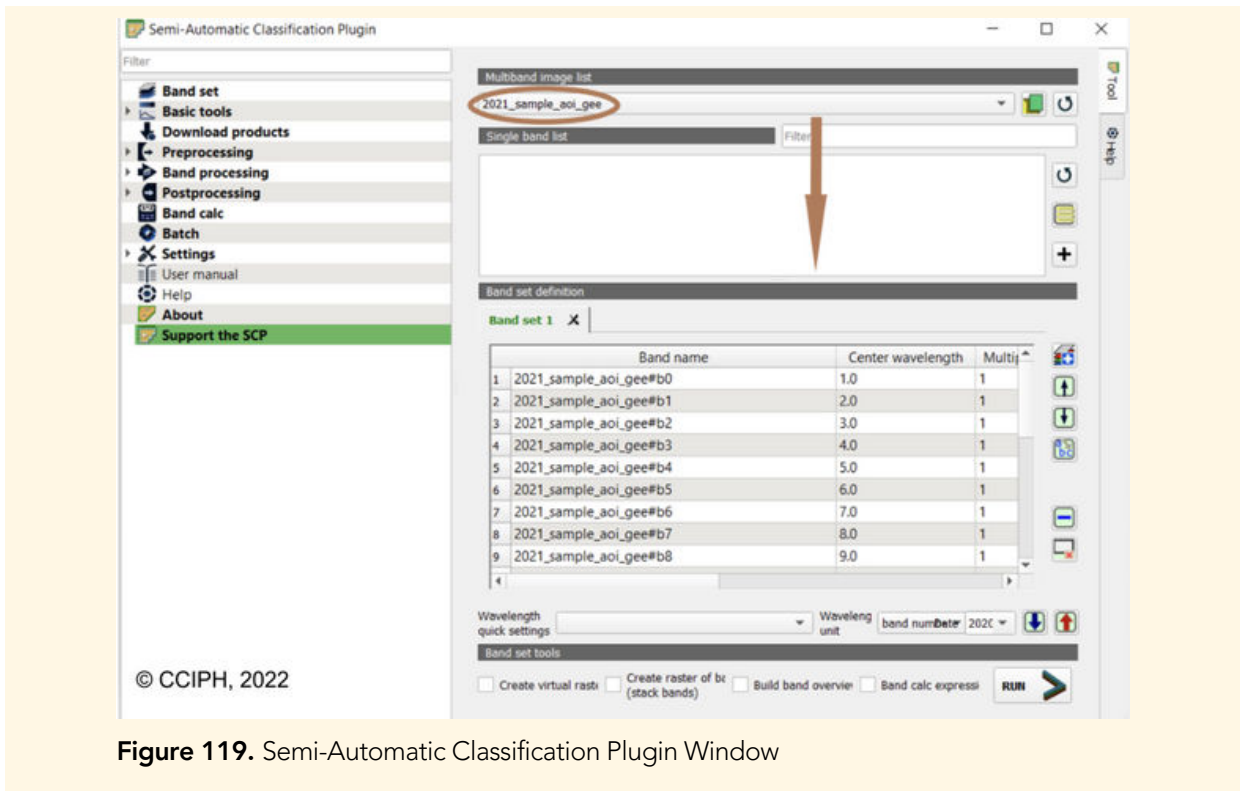 Semi-Automatic Classification Plugin
Filter
Band set
Basic tools
Download products
Preprocessing
Band processing
Postprocessing
Band calc
Batch
Settings
User manual
Help
About
Support the SCP
© CCIPH, 2022
Multiband image list
2021_sample_aoi_gee
Single band list Filter
Band set definition
Band set 1
Band name Center wavelength Multip
1 2021_sample_aoi_gee#b0 1.0 1
2 2021_sample_aoi_gee#b1 2.0 1
3 2021_sample_aoi_gee#b2 3.0 1
4 2021_sample_aoi_gee#b3 4.0 1
5 2021_sample_aoi_gee#b4 5.0 1
6 2021_sample_aoi_gee#b5 6.0 1
7 2021_sample_aoi_gee#b6 7.0 1
8 2021_sample_aoi_gee#b7 8.0 1
9 2021_sample_aoi_gee#b8 9.0 1
Wavelength
quick settings
Waveleng
unit
band num Date
Band set tools
Create virtual raste
Create raster of ba
(stack bands)
Build band overvie
Band calc expressi
RUN
Tool
Help
Figure 119. Semi-Automatic Classification Plugin Window